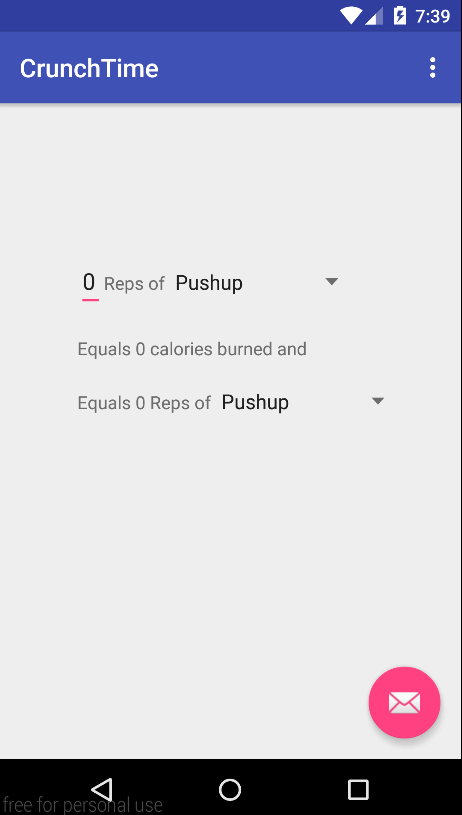 7:39
CrunchTime
0 Reps of Pushup
Equals 0 calories burned and
Equals 0 Reps of Pushup
free for personal use